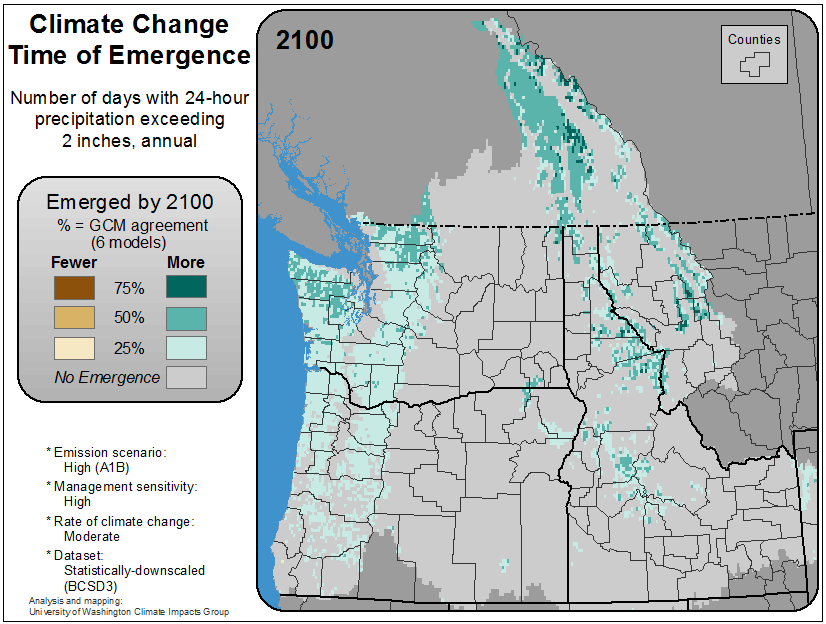 Climate Change
Time of Emergence
Number of days with 24-hour
precipitation exceeding
2 inches, annual
Emerged by 2100
% = GCM agreement
(6 models)
Fewer More
75%
50%
25%
No Emergence
* Emission scenario:
High (A1B)
* Management sensitivity:
High
* Rate of climate change:
Moderate
* Dataset:
Statistically-downscaled
(BCSD3)
Analysis and mapping:
University of Washington Climate Impacts Group
2100
Counties